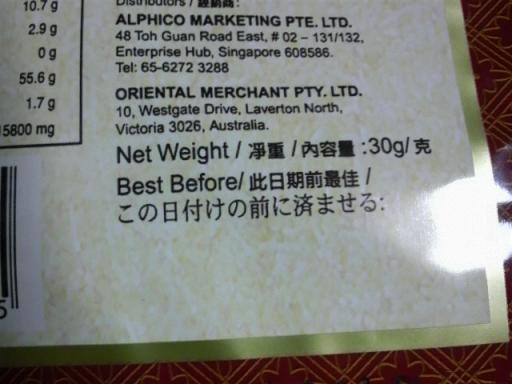 10.7 g
2.9 g
0 g
55.6 g
1.7 g
5800 mg
Distributors / 經銷商:
ALPHICO MARKETING PTE. LTD.
48 Toh Guan Road East, # 02 – 131/132,
Enterprise Hub, Singapore 608586.
Tel: 65-6272 3288
ORIENTAL MERCHANT PTY. LTD.
10, Westgate Drive, Laverton North,
Victoria 3026, Australia.
Net Weight / 淨重 / 內容量 :30g/ 克
Best Before/ 此日期前最佳 /
この日付けの前に済ませる:
5